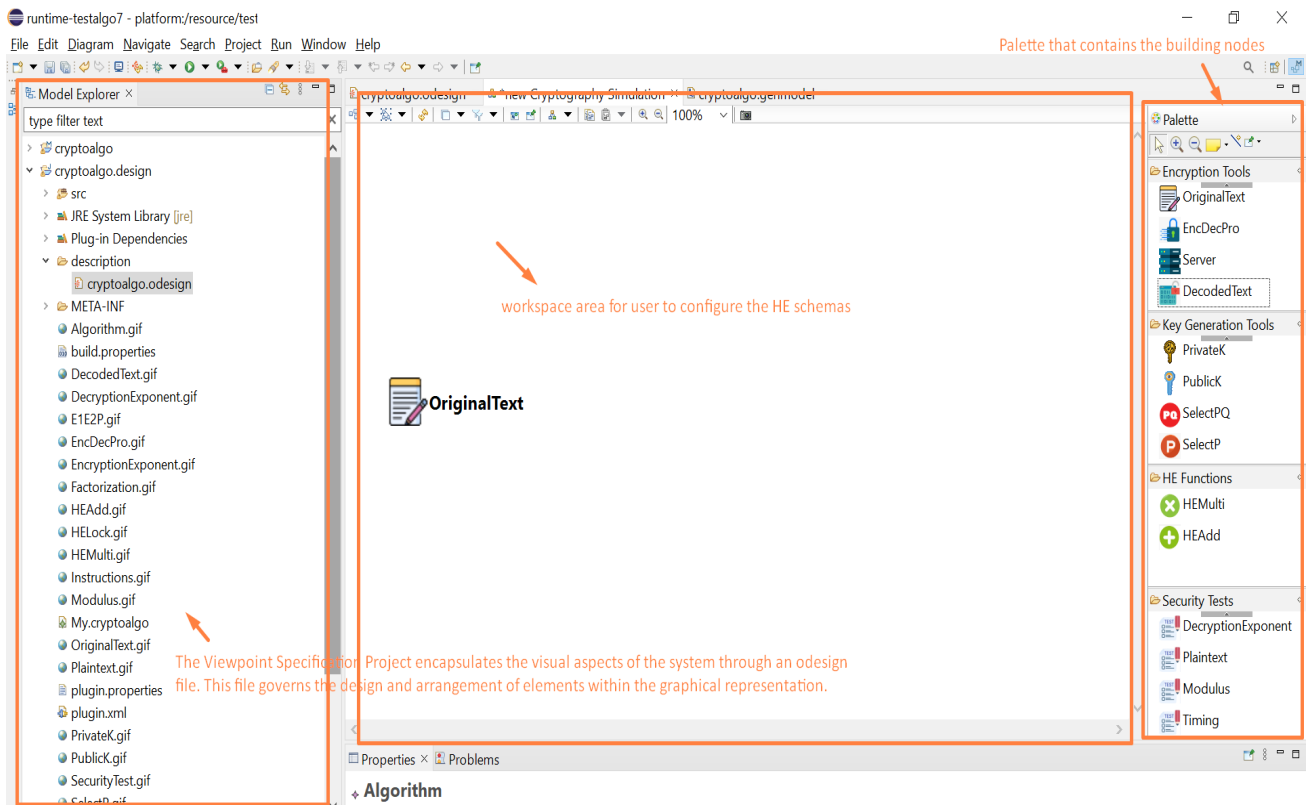 runtime-testalgo7 - platform:/resource/test
File Edit Diagram Navigate Search Project Run Window Help
Palette that contains the building nodes
Model Explorer
cryptoalgo.odesign
*new Cryptography Simulation
cryptoalgo.genmodel
type filter text
100%
cryptoalgo
cryptoalgo.design
src
JRE System Library [jre]
Plug-in Dependencies
description
cryptoalgo.odesign
META-INF
Algorithm.gif
build.properties
DecodedText.gif
DecryptionExponent.gif
E1E2P.gif
EncDecPro.gif
EncryptionExponent.gif
Factorization.gif
HEAdd.gif
HELock.gif
HEMulti.gif
Instructions.gif
Modulus.gif
My.cryptoalgo
OriginalText.gif
Plaintext.gif
plugin.properties
plugin.xml
PrivateK.gif
PublicK.gif
SecurityTest.gif
SelectP.gif
workspace area for user to configure the HE schemas
OriginalText
The Viewpoint Specification Project encapsulates the visual aspects of the system through an odesign
file. This file governs the design and arrangement of elements within the graphical representation.
Palette
Encryption Tools
OriginalText
EncDecPro
Server
DecodedText
Key Generation Tools
PrivateK
PublicK
PQ
SelectPQ
P
SelectP
HE Functions
HEMulti
HEAdd
Security Tests
TEST
DecryptionExponent
TEST
Plaintext
TEST
Modulus
TEST
Timing
Properties
Problems
Algorithm